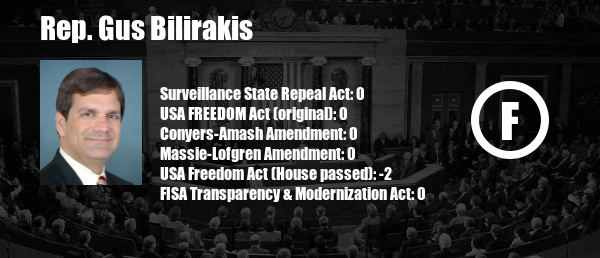 Rep. Gus Bilirakis
Surveillance State Repeal Act: 0
USA FREEDOM Act (original): 0
Conyers-Amash Amendment: 0
Massie-Lofgren Amendment: 0
USA Freedom Act (House passed): -2
FISA Transparency & Modernization Act: 0
F